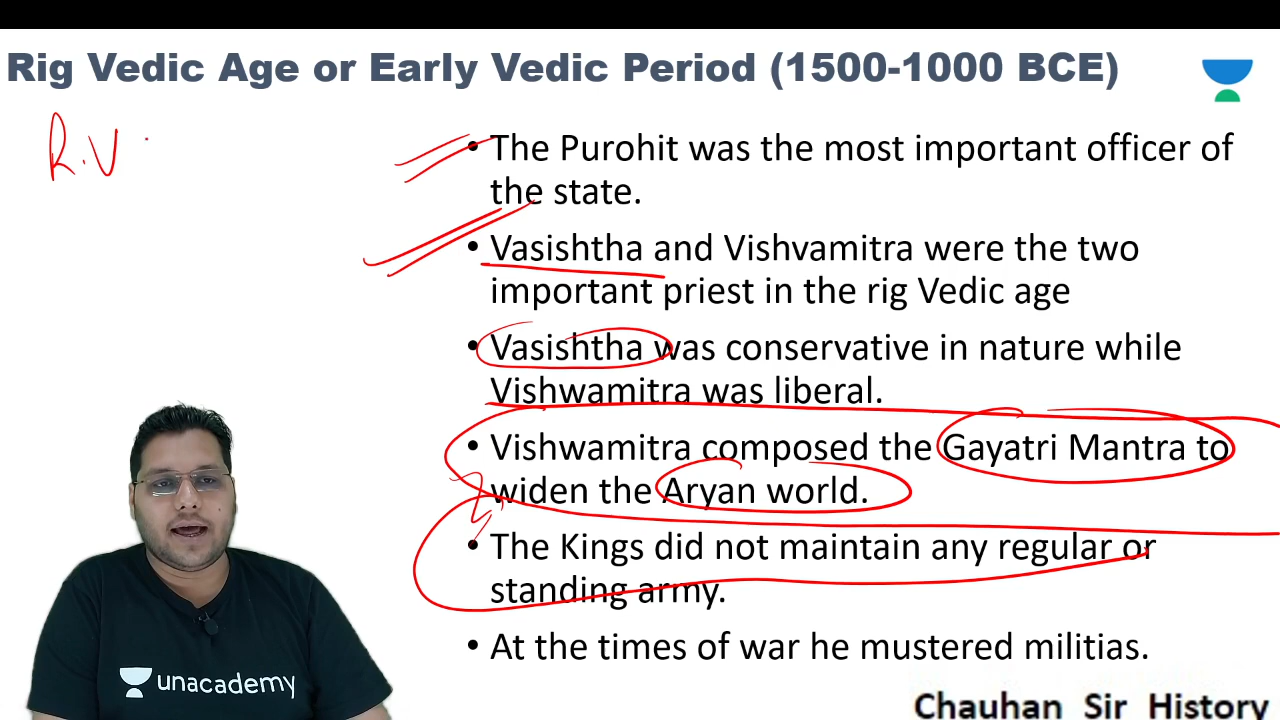 Rig Vedic Age or Early Vedic Period (1500-1000 BCE)
R.V
• The Purohit was the most important officer of
the state.
• Vasishtha and Vishvamitra were the two
important priest in the rig Vedic age
• Vasishtha was conservative in nature while
Vishwamitra was liberal.
• Vishwamitra composed the Gayatri Mantra to
widen the Aryan world.
• The Kings did not maintain any regular or
standing army.
• At the times of war he mustered militias.
unacademy
Chauhan Sir History